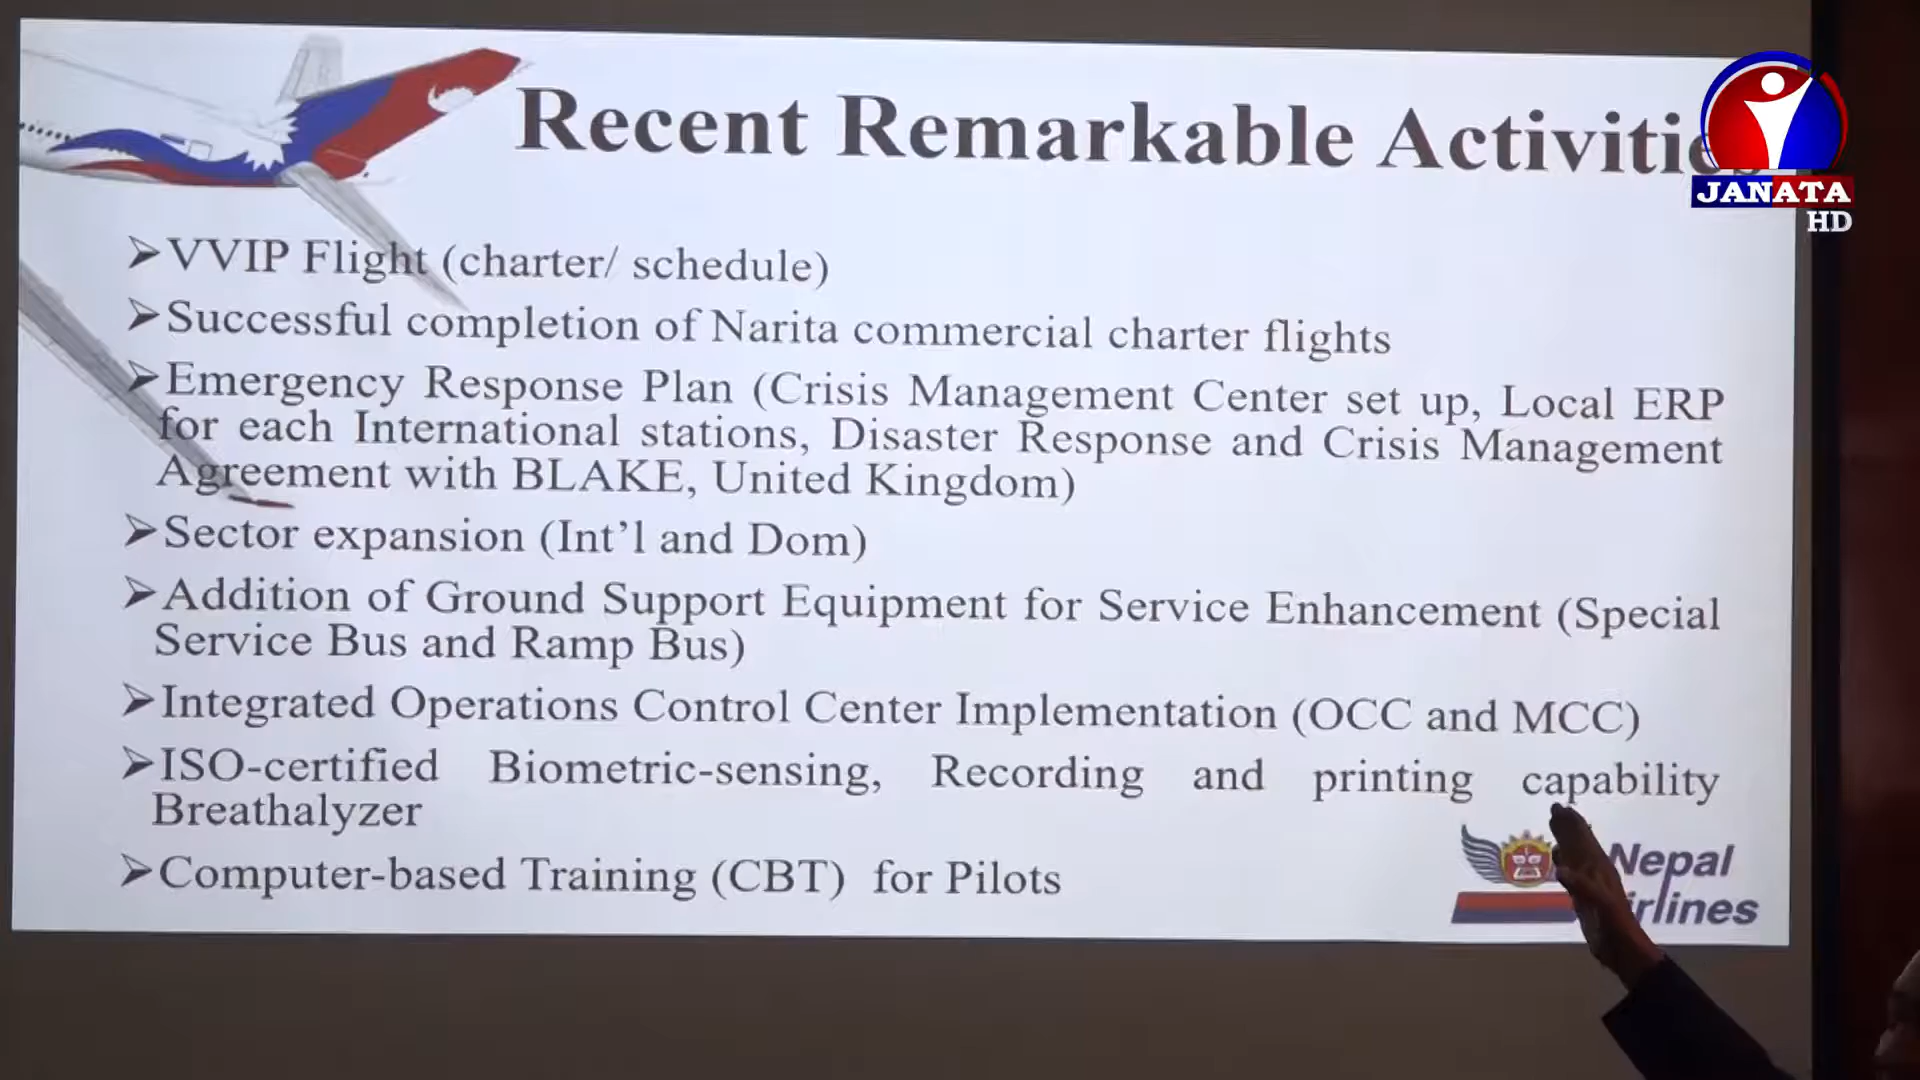 Recent Remarkable Activities
JANATA
HD
➢VVIP Flight (charter/ schedule)
➢Successful completion of Narita commercial charter flights
➢Emergency Response Plan (Crisis Management Center set up, Local ERP
for each International stations, Disaster Response and Crisis Management
Agreement with BLAKE, United Kingdom)
➢Sector expansion (Int’l and Dom)
➢Addition of Ground Support Equipment for Service Enhancement (Special
Service Bus and Ramp Bus)
➢Integrated Operations Control Center Implementation (OCC and MCC)
➢ISO-certified Biometric-sensing, Recording and printing capability
Breathalyzer
➢Computer-based Training (CBT) for Pilots
Nepal
Airlines